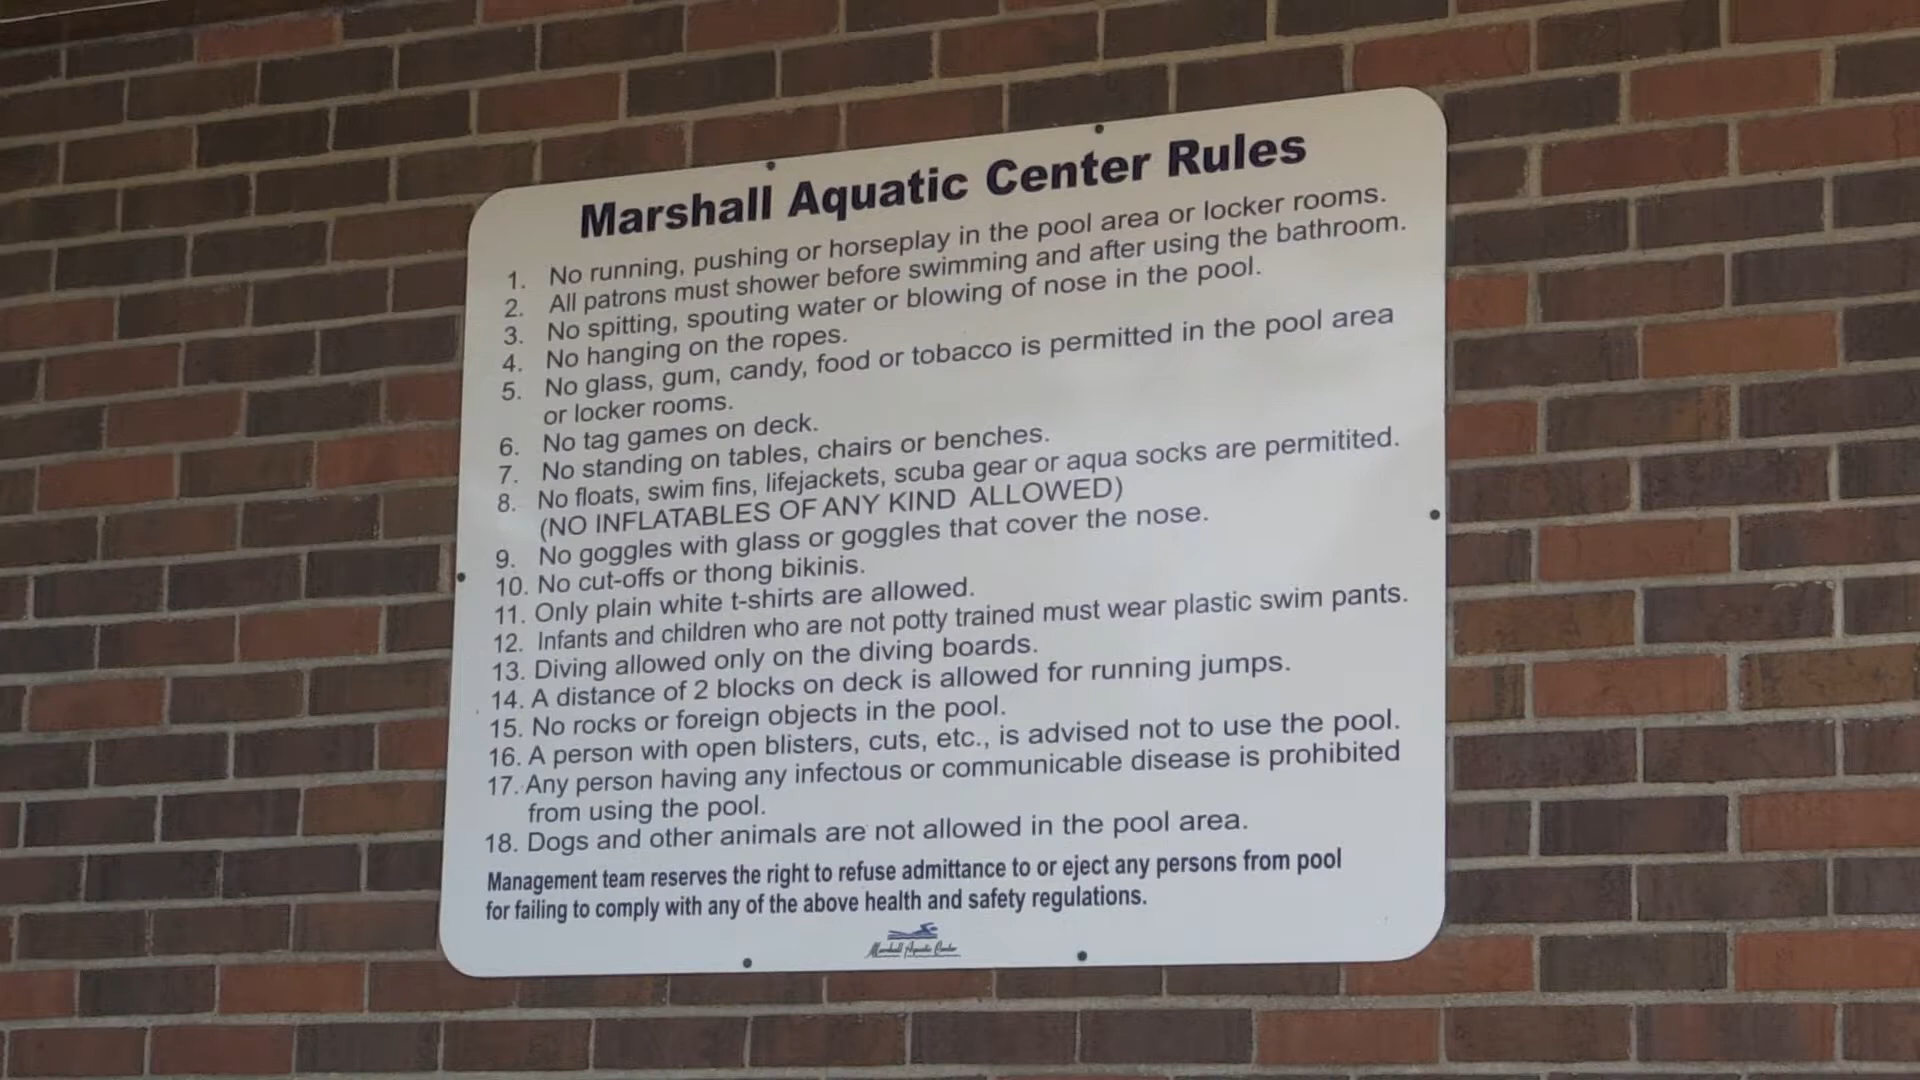 Marshall Aquatic Center Rules
1. No running, pushing or horseplay in the pool area or locker rooms.
2. All patrons must shower before swimming and after using the bathroom.
3. No spitting, spouting water or blowing of nose in the pool.
4. No hanging on the ropes.
5. No glass, gum, candy, food or tobacco is permitted in the pool area
or locker rooms.
6. No tag games on deck.
7. No standing on tables, chairs or benches.
8. No floats, swim fins, lifejackets, scuba gear or aqua socks are permitited.
(NO INFLATABLES OF ANY KIND ALLOWED)
9. No goggles with glass or goggles that cover the nose.
10. No cut-offs or thong bikinis.
11. Only plain white t-shirts are allowed.
12. Infants and children who are not potty trained must wear plastic swim pants.
13. Diving allowed only on the diving boards.
14. A distance of 2 blocks on deck is allowed for running jumps.
15. No rocks or foreign objects in the pool.
16. A person with open blisters, cuts, etc., is advised not to use the pool.
17. Any person having any infectous or communicable disease is prohibited
from using the pool.
18. Dogs and other animals are not allowed in the pool area.
Management team reserves the right to refuse admittance to or eject any persons from pool
for failing to comply with any of the above health and safety regulations.
Marshall Aquatic Center